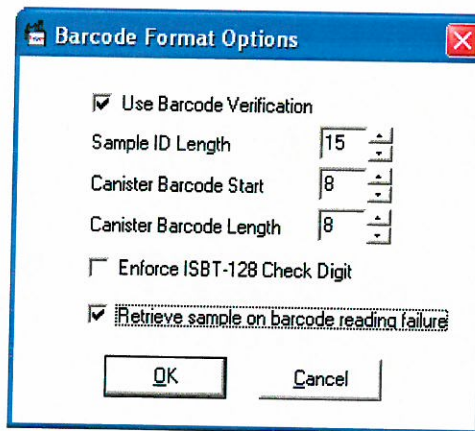 Barcode Format Options
Use Barcode Verification
Sample ID Length 15
Canister Barcode Start 8
Canister Barcode Length 8
Enforce ISBT-128 Check Digit
Retrieve sample on barcode reading failure
OK Cancel